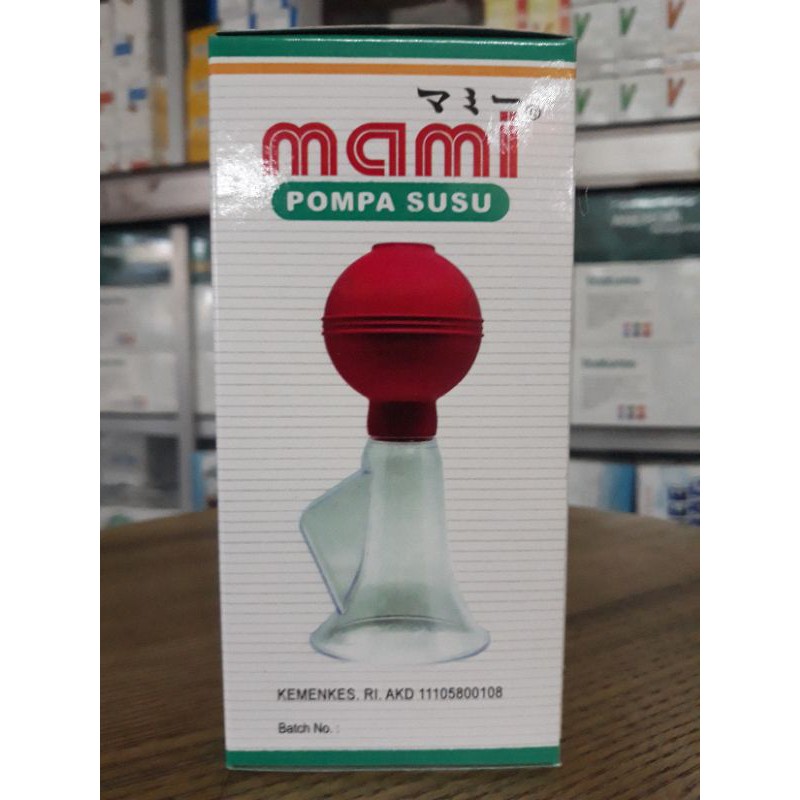 マミー
mami®
POMPA SUSU
KEMENKES. RI. AKD 11105800108
Batch No. :